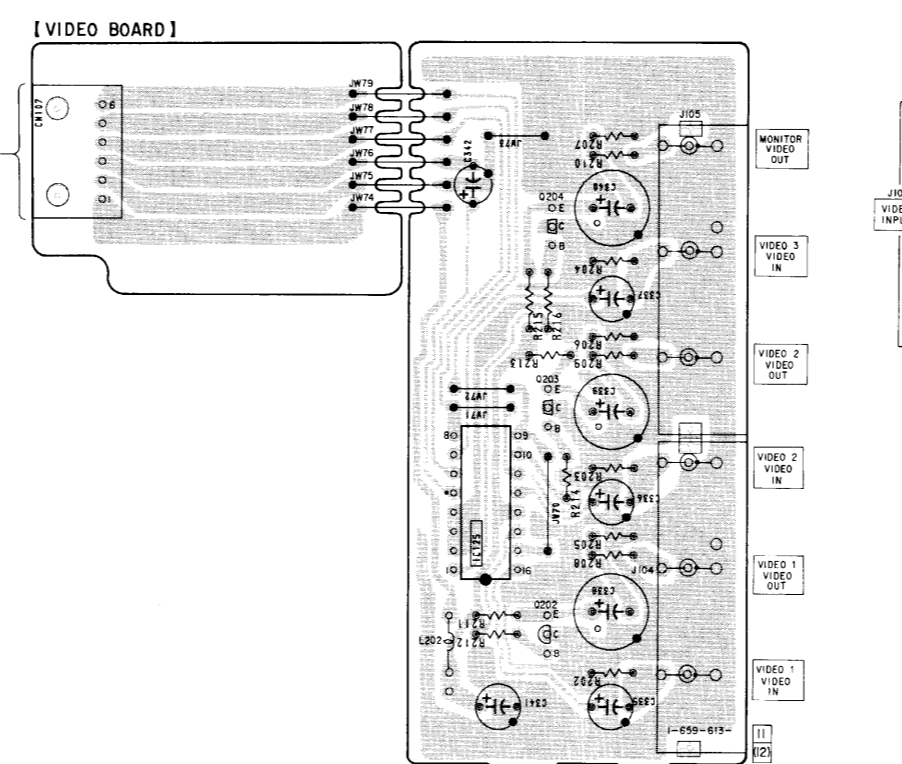 [VIDEO BOARD]
CN107
6
1
JW79
JW78
JW77
JW76
JW75
JW74
C342
JW73
R207
R210
J105
MONITOR
VIDEO
OUT
C340
Q204
E
C
B
R204
VIDEO 3
VIDEO
IN
C337
R215
R216
R206
R213
R209
VIDEO 2
VIDEO
OUT
Q203
E
C
B
C339
JW72
JW71
8
9
10
R203
VIDEO 2
VIDEO
IN
R214
C336
JW70
IC125
R205
R208
J104
VIDEO 1
VIDEO
OUT
1
16
C338
Q202
E
C
B
R211
R212
L202
R202
VIDEO 1
VIDEO
IN
C341
C335
1-659-613-
11
(12)
J10
VIDE
INPU